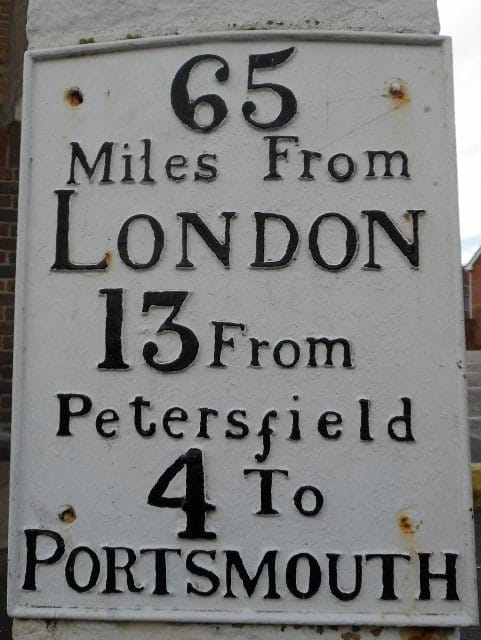 65
Miles From
LONDON
13 From
Petersfield
4 To
PORTSMOUTH